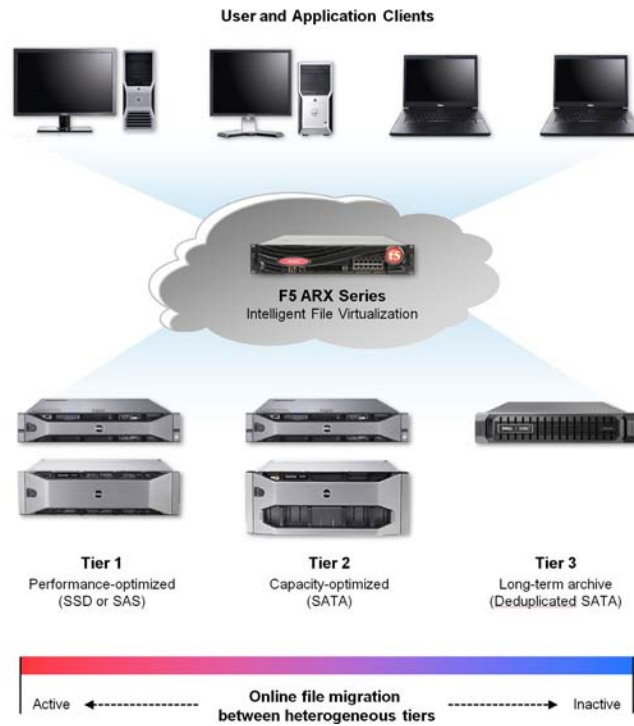 User and Application Clients
f5
F5 ARX Series
Intelligent File Virtualization
Tier 1
Performance-optimized
(SSD or SAS)
Tier 2
Capacity-optimized
(SATA)
Tier 3
Long-term archive
(Deduplicated SATA)
Active
Online file migration
between heterogeneous tiers
Inactive